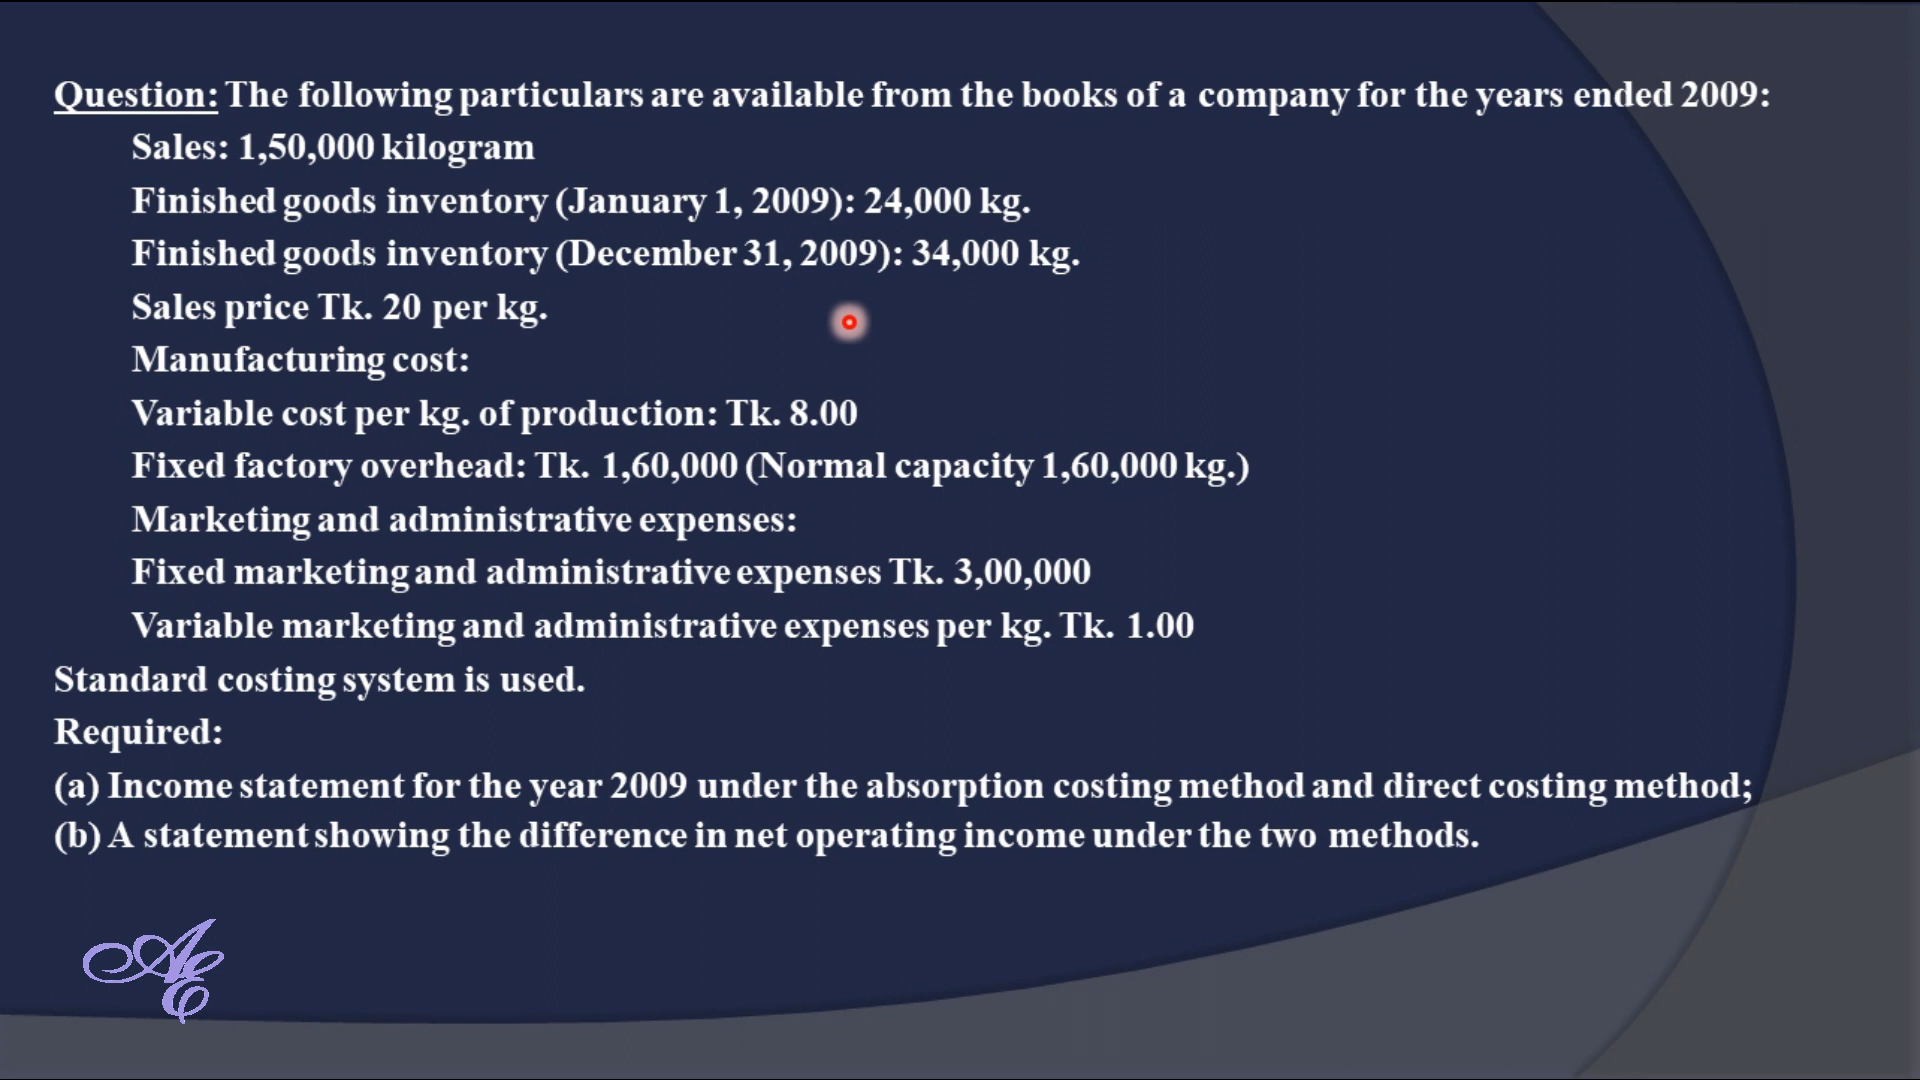 Question: The following particulars are available from the books of a company for the years ended 2009:
Sales: 1,50,000 kilogram
Finished goods inventory (January 1, 2009): 24,000 kg.
Finished goods inventory (December 31, 2009): 34,000 kg.
Sales price Tk. 20 per kg.
Manufacturing cost:
Variable cost per kg. of production: Tk. 8.00
Fixed factory overhead: Tk. 1,60,000 (Normal capacity 1,60,000 kg.)
Marketing and administrative expenses:
Fixed marketing and administrative expenses Tk. 3,00,000
Variable marketing and administrative expenses per kg. Tk. 1.00
Standard costing system is used.
Required:
(a) Income statement for the year 2009 under the absorption costing method and direct costing method;
(b) A statement showing the difference in net operating income under the two methods.